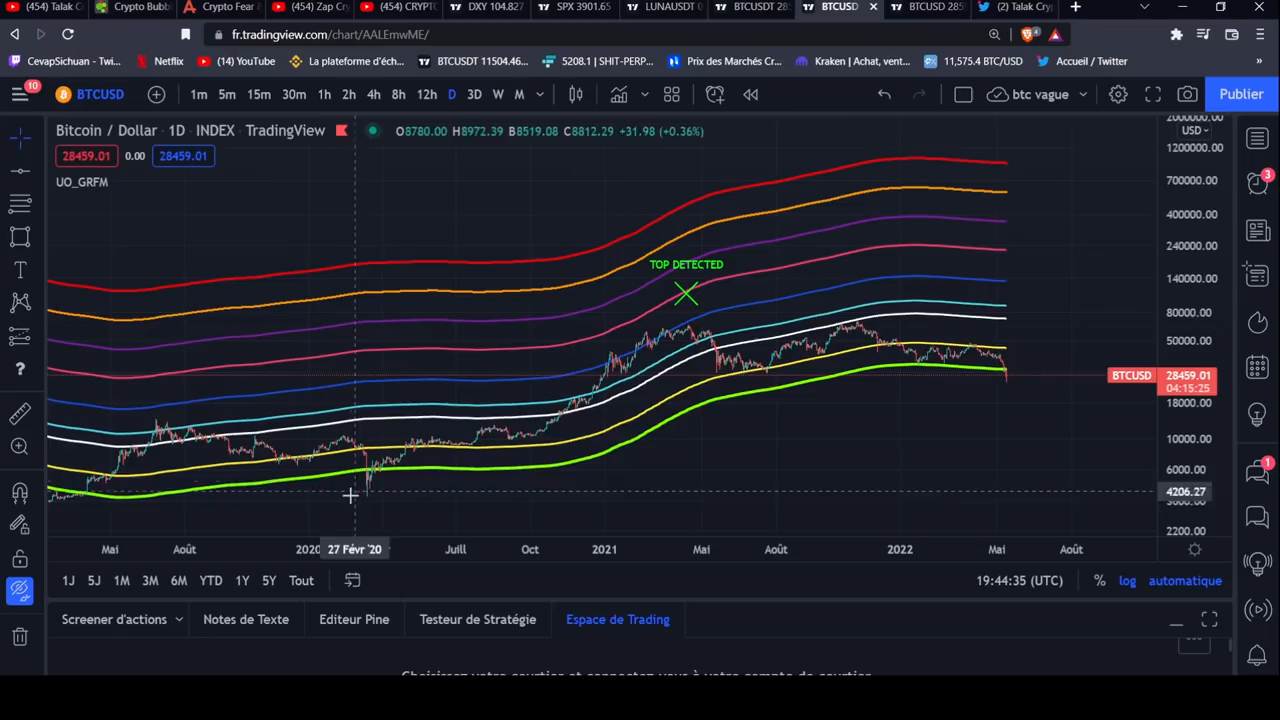 (454) Talak C
Crypto Bubb
Crypto Fear &
(454) Zap Cr
(454) CRYPTO
DXY 104.827
SPX 3901.65
LUNAUSDT 0
BTCUSDT 285
BTCUSD
BTCUSD 285
(2) Talak Cry
fr.tradingview.com/chart/AALEmwME/
4
CevapSichuan - Twi...
Netflix
(14) YouTube
La plateforme d'éch...
BTCUSDT 11504.46...
5208.1 | SHIT-PERP...
Prix des Marchés Cr...
Kraken | Achat, vent...
11,575.4 BTC/USD
Accueil / Twitter
»
10
BTCUSD
1m 5m 15m 30m 1h 2h 4h 8h 12h D 3D W M
btc vague
Publier
Bitcoin / Dollar · 1D · INDEX · TradingView
O8780.00 H8972.39 B8519.08 C8812.29 +31.98 (+0.36%)
28459.01 0.00 28459.01
UO_GRFM
2000000.00
USD
1200000.00
700000.00
400000.00
240000.00
140000.00
80000.00
50000.00
BTCUSD 28459.01
04:15:25
18000.00
10000.00
6000.00
4206.27
2200.00
TOP DETECTED
Mai Août 2020 27 Févr '20 Juill Oct 2021 Mai Août 2022 Mai Août
1J 5J 1M 3M 6M YTD 1Y 5Y Tout
19:44:35 (UTC) % log automatique
Screener d'actions Notes de Texte Editeur Pine Testeur de Stratégie Espace de Trading
3
1